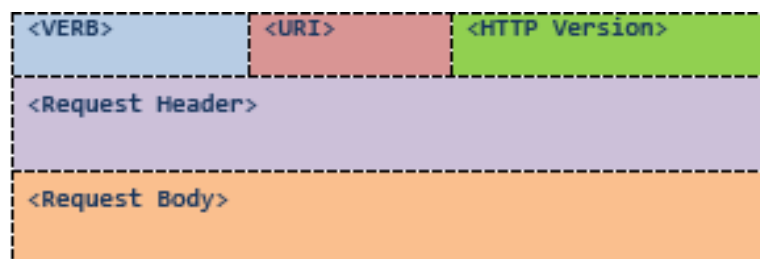 <VERB> <URI> <HTTP Version>
<Request Header>
<Request Body>